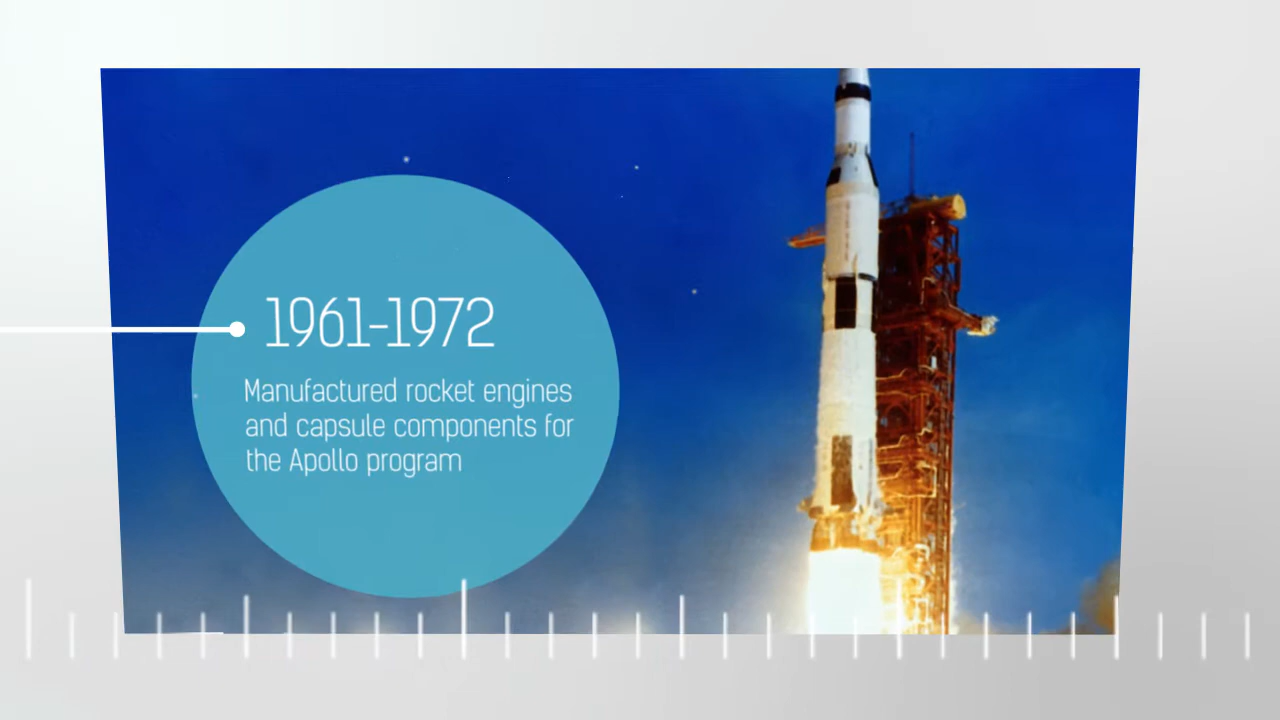 1961-1972
Manufactured rocket engines
and capsule components for
the Apollo program